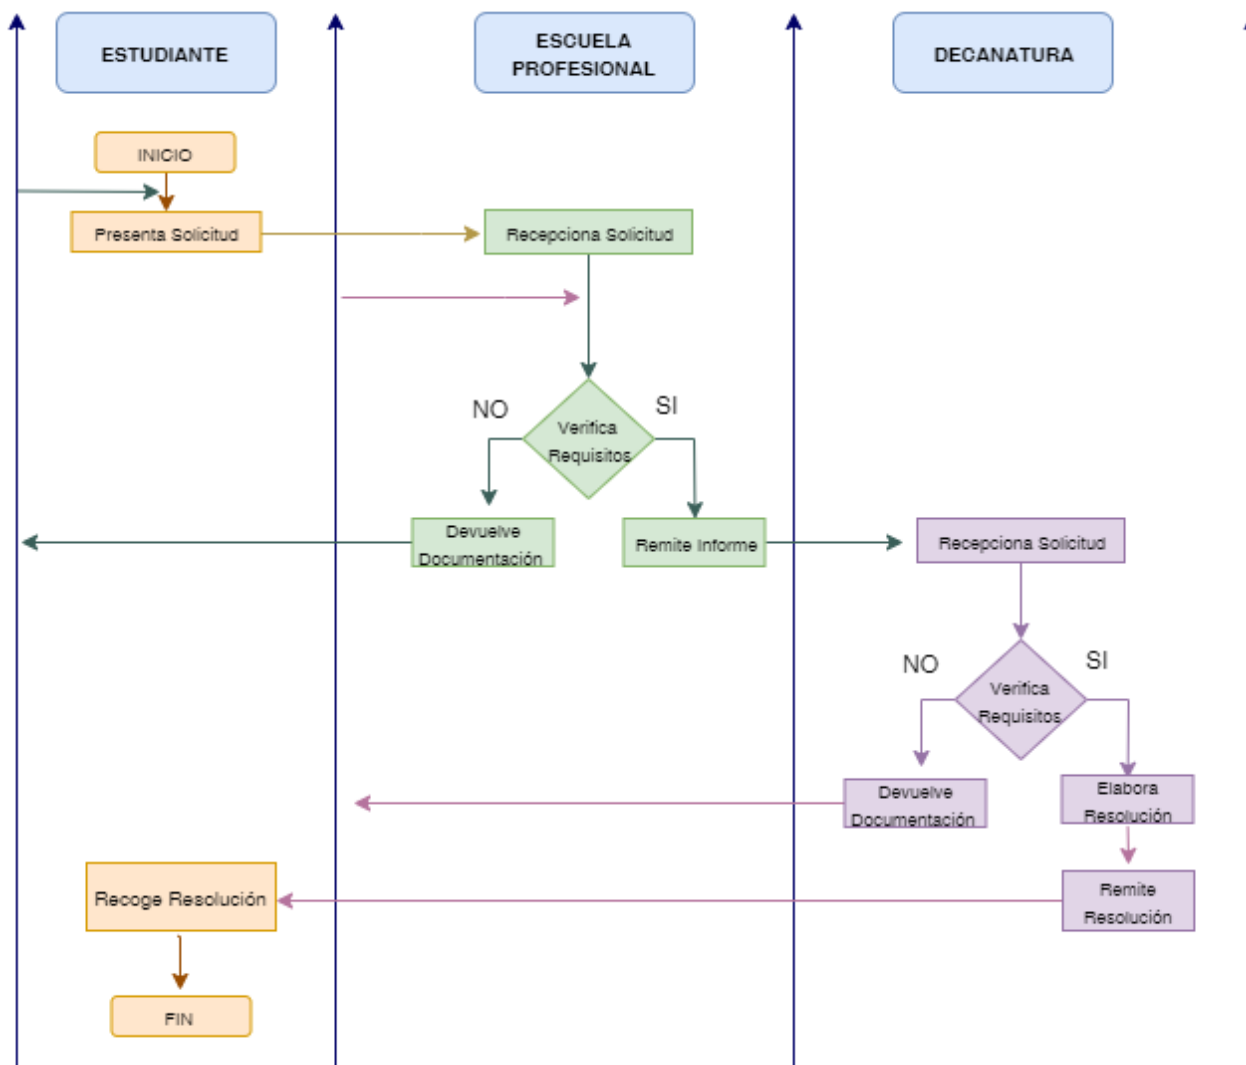 ESTUDIANTE
ESCUELA
PROFESIONAL
DECANATURA
INICIO
Presenta Solicitud
Recepciona Solicitud
NO
SI
Verifica
Requisitos
Devuelve
Documentación
Remite Informe
Recepciona Solicitud
NO
SI
Verifica
Requisitos
Devuelve
Documentación
Elabora
Resolución
Recoge Resolución
Remite
Resolución
FIN